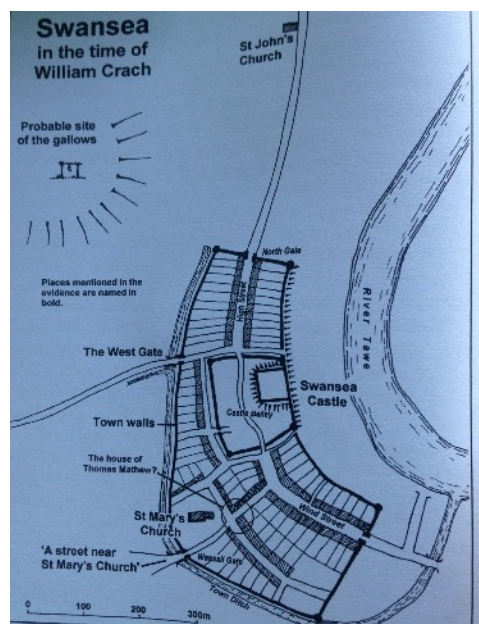 Swansea
in the time of
William Crach
St John's
Church
Probable site
of the gallows
Places mentioned in the
evidence are named in
bold.
North Gate
High Street
River Tawe
The West Gate
Swansea
Castle
Castle Bailey
Town walls
The house of
Thomas Mathew?
Wind Street
St Mary's
Church
'A street near
St Mary's Church'
Wassail Gate
Town Ditch
0 100 200 300m